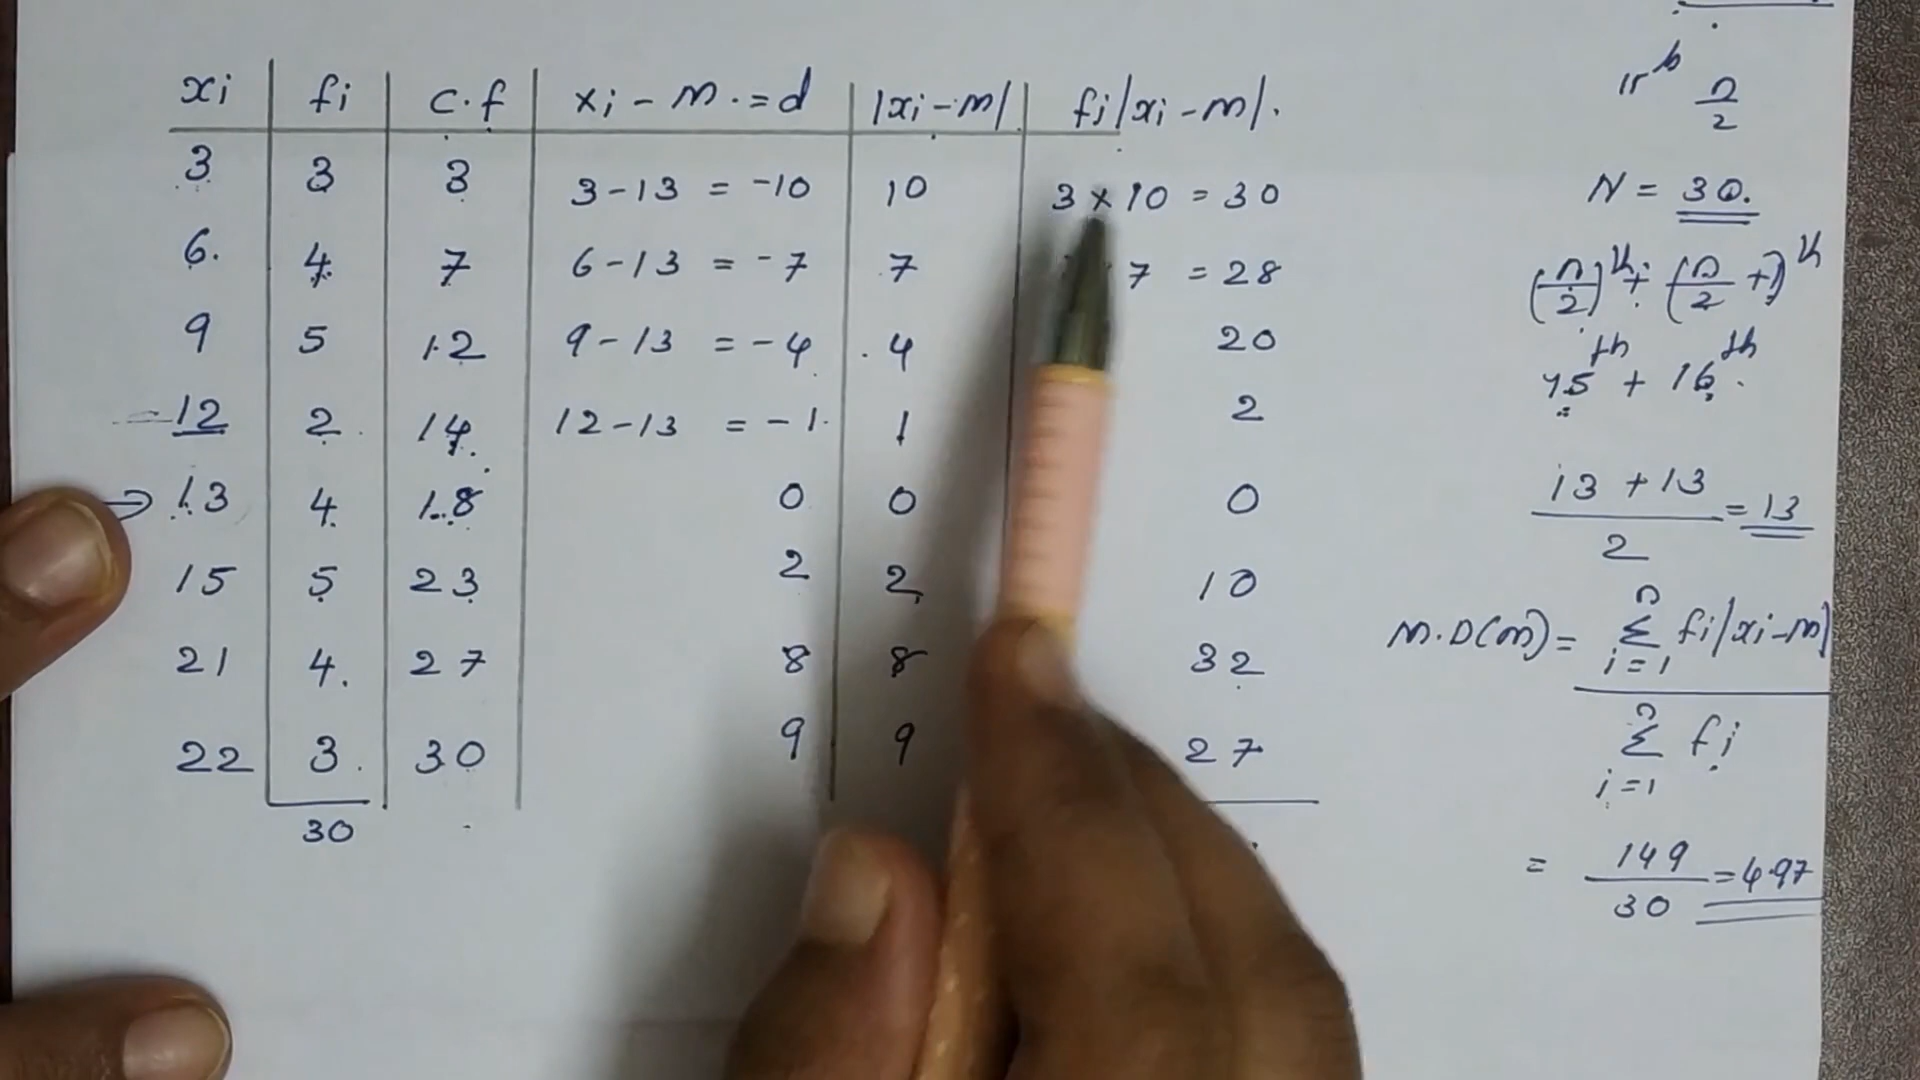 xi fi c.f xi - m. = d |xi - m| fi|xi - m|.
3 3 3 3 - 13 = -10 10 3 x 10 = 30
6. 4 7 6 - 13 = -7 7 7 = 28
9 5 12 9 - 13 = -4 4 20
12 2 14 12 - 13 = -1 1 2
⇒ 13 4 18 0 0 0
15 5 23 2 2 10
21 4. 27 8 8 32
22 3 30 9 9 27
30
n/2
N = 30.
(n/2)th + (n/2 + 1)th
15th + 16th
13 + 13 / 2 = 13
M.D(m) = n Σ i=1 fi|xi - m|
n Σ i=1 fi
= 149 / 30 = 4.97